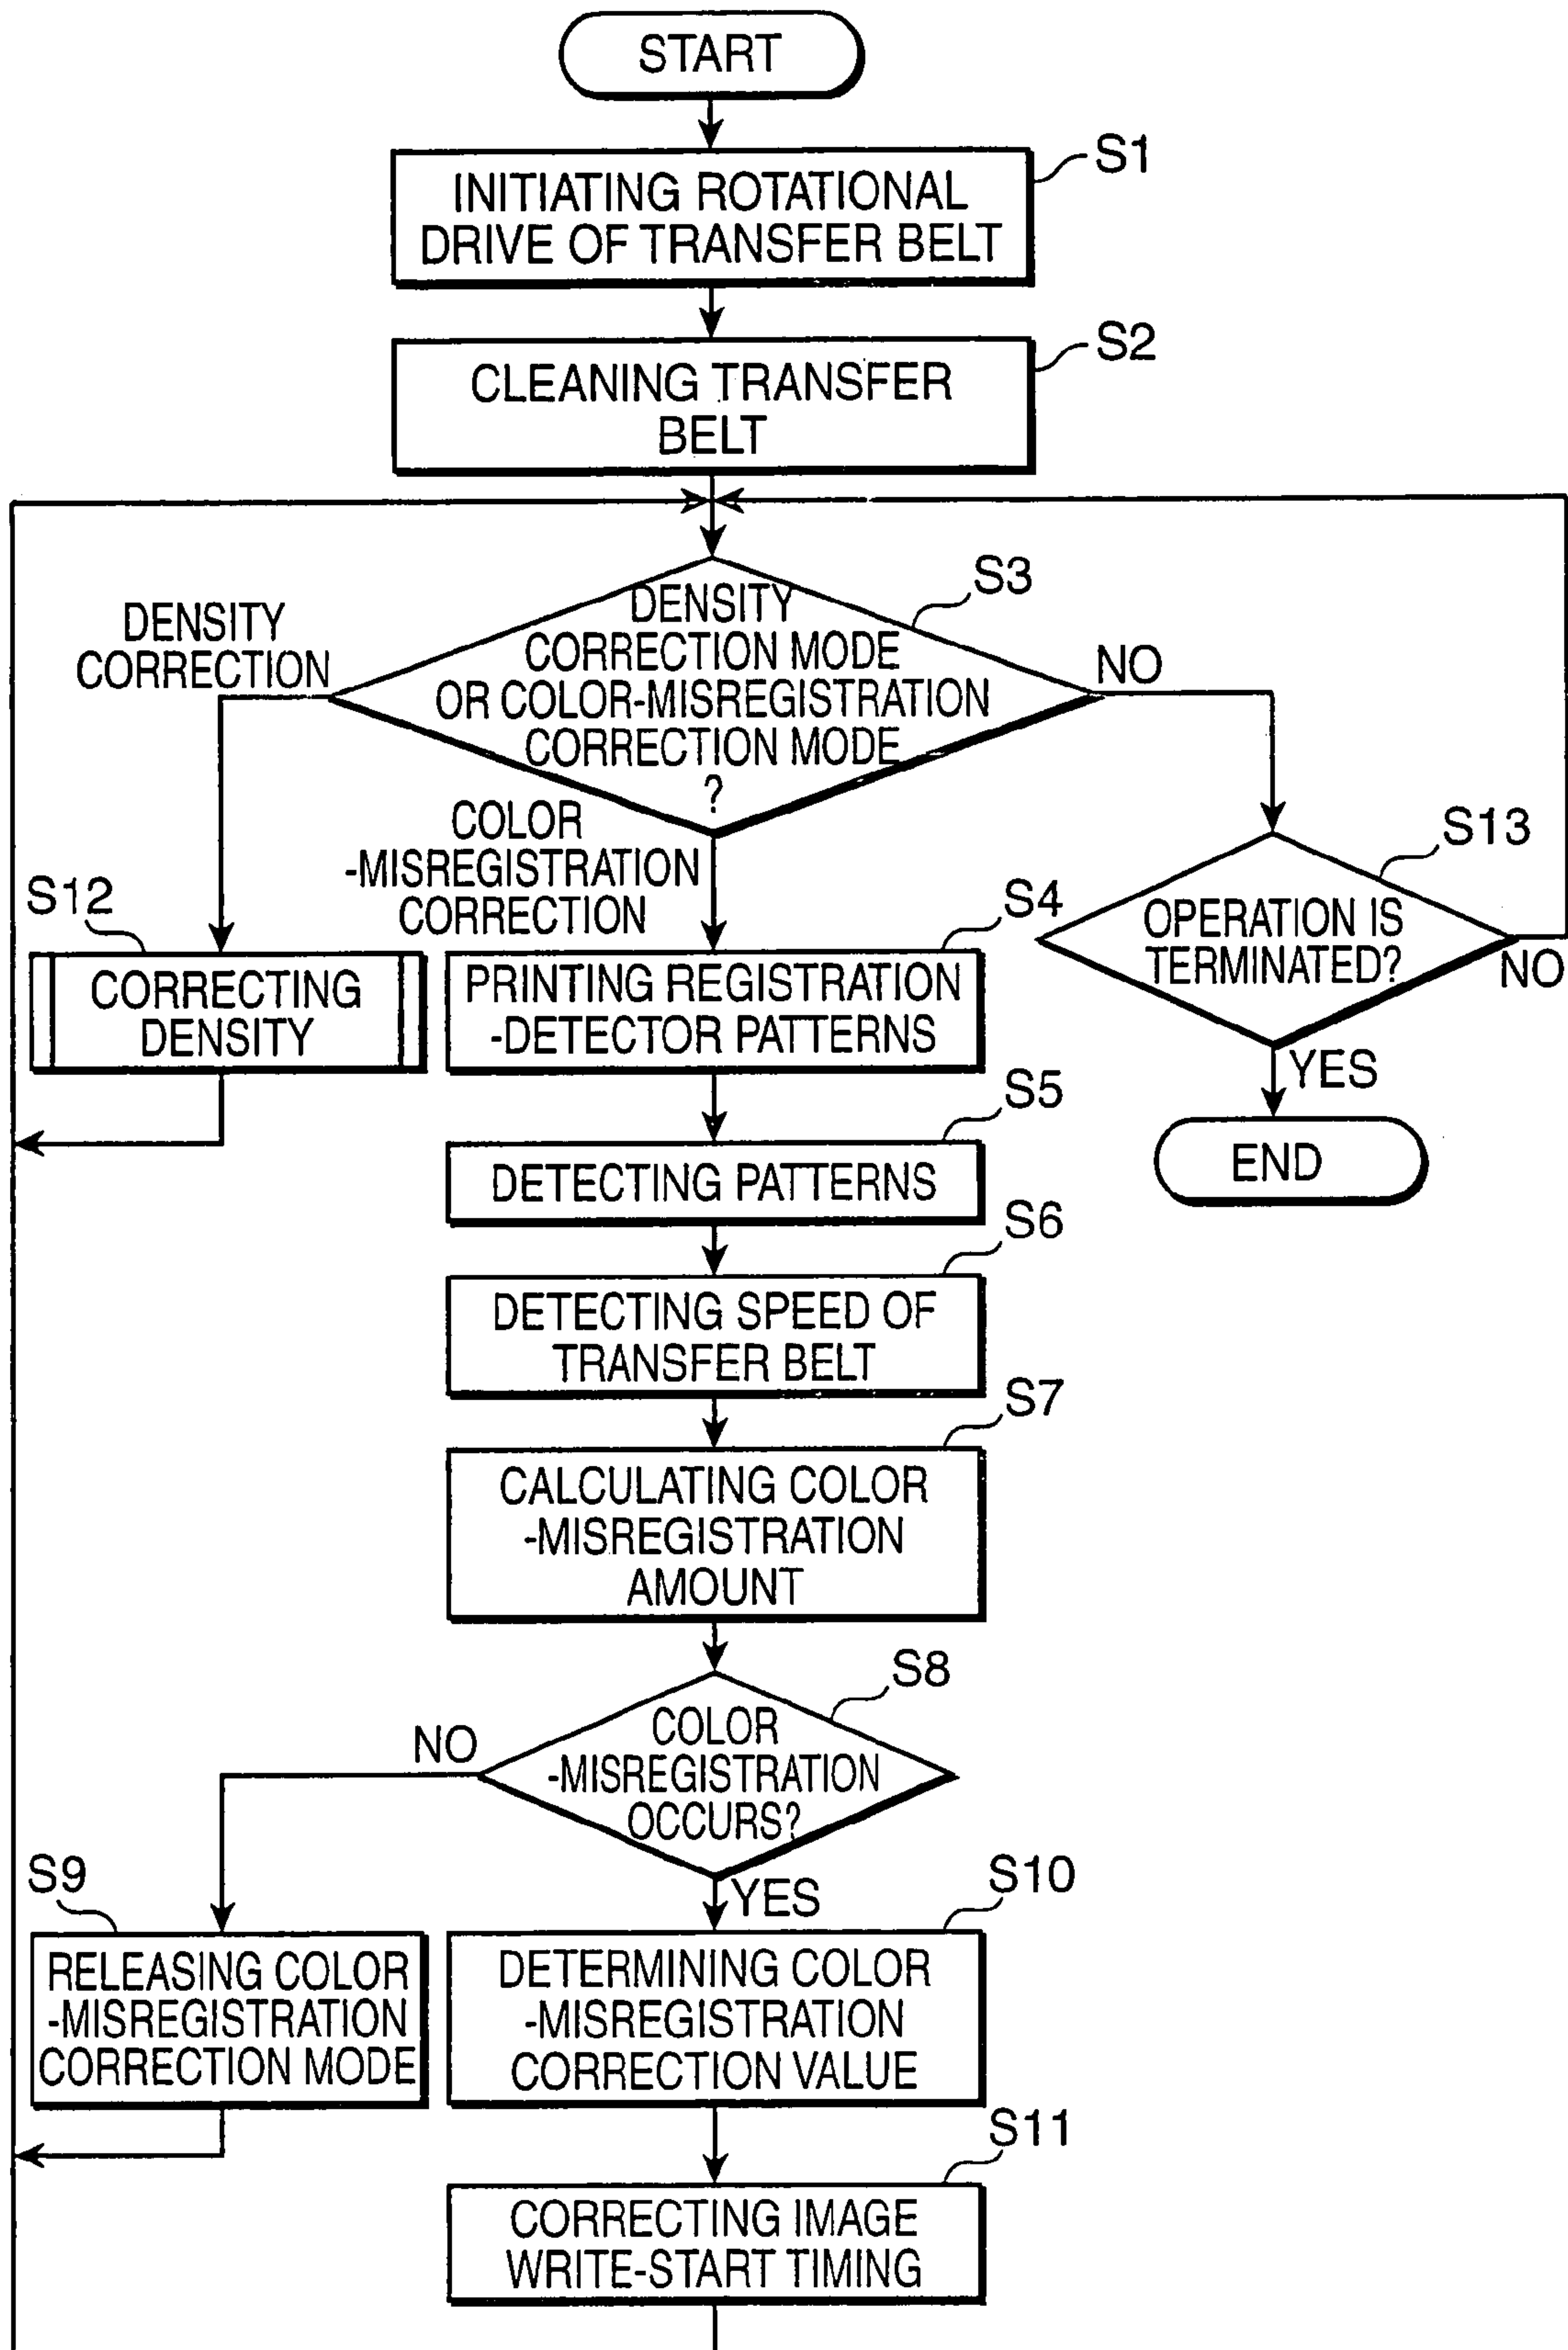 START
S1
INITIATING ROTATIONAL
DRIVE OF TRANSFER BELT
S2
CLEANING TRANSFER
BELT
S3
DENSITY
CORRECTION MODE
OR COLOR-MISREGISTRATION
CORRECTION MODE
?
DENSITY
CORRECTION
NO
COLOR
-MISREGISTRATION
CORRECTION
S13
OPERATION IS
TERMINATED?
NO
YES
END
S12
CORRECTING
DENSITY
S4
PRINTING REGISTRATION
-DETECTOR PATTERNS
S5
DETECTING PATTERNS
S6
DETECTING SPEED OF
TRANSFER BELT
S7
CALCULATING COLOR
-MISREGISTRATION
AMOUNT
S8
COLOR
-MISREGISTRATION
OCCURS?
NO
YES
S9
RELEASING COLOR
-MISREGISTRATION
CORRECTION MODE
S10
DETERMINING COLOR
-MISREGISTRATION
CORRECTION VALUE
S11
CORRECTING IMAGE
WRITE-START TIMING